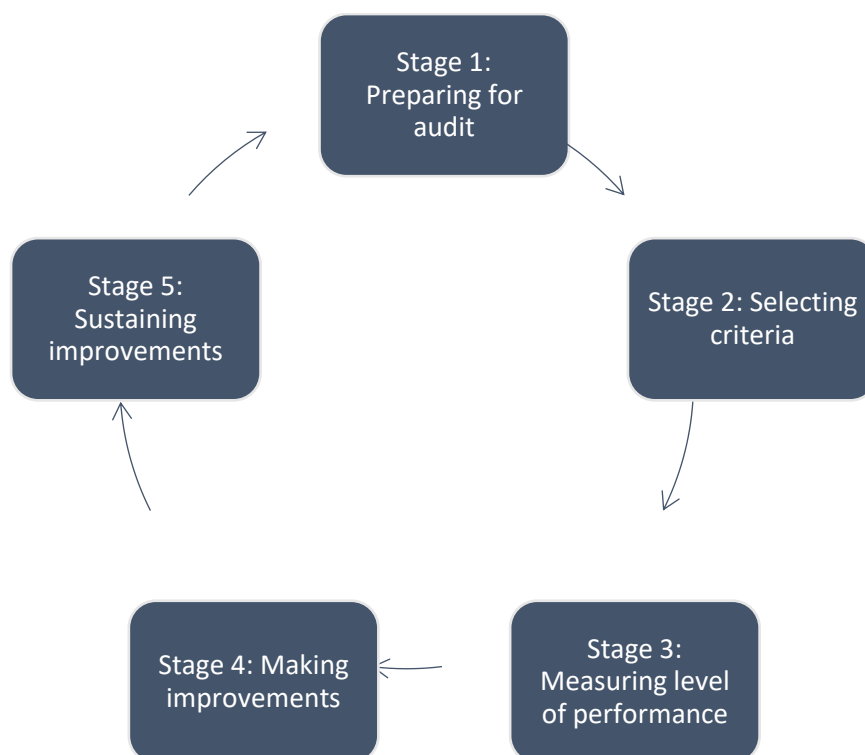 Stage 1:
Preparing for
audit
Stage 2: Selecting
criteria
Stage 3:
Measuring level
of performance
Stage 4: Making
improvements
Stage 5:
Sustaining
improvements